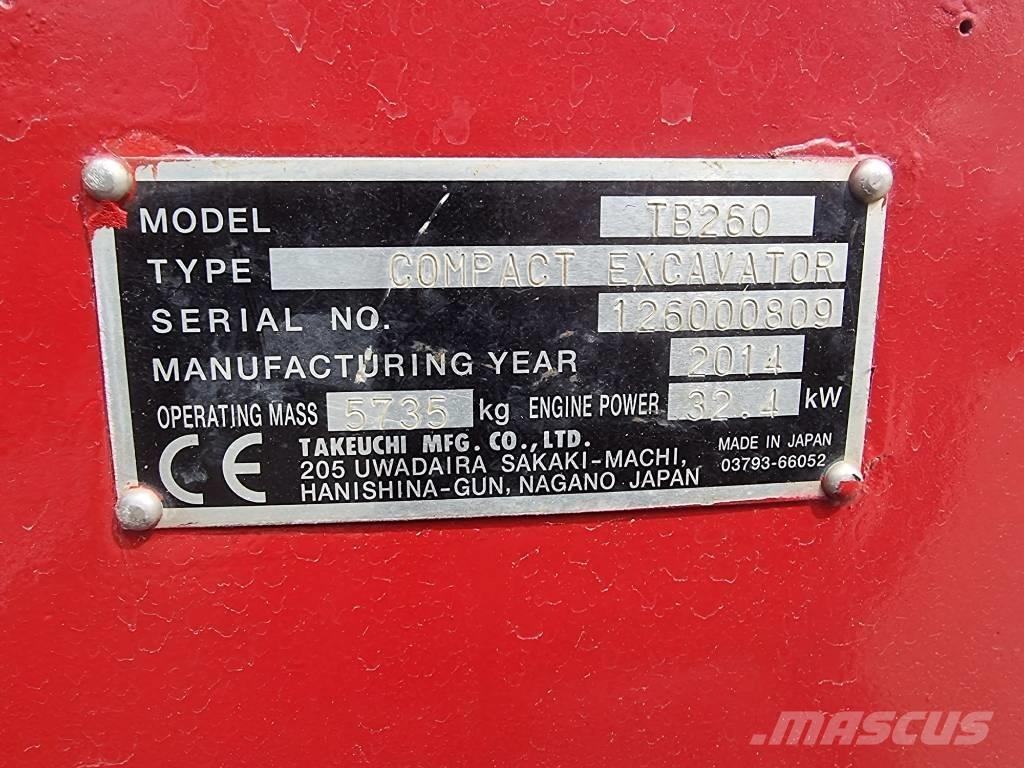 MODEL TB260
TYPE COMPACT EXCAVATOR
SERIAL NO. 126000809
MANUFACTURING YEAR 2014
OPERATING MASS 5735 kg ENGINE POWER 32.4 kW
CE TAKEUCHI MFG. CO., LTD.
205 UWADAIRA SAKAKI-MACHI,
HANISHINA-GUN, NAGANO JAPAN
MADE IN JAPAN
03793-66052
MASCUS